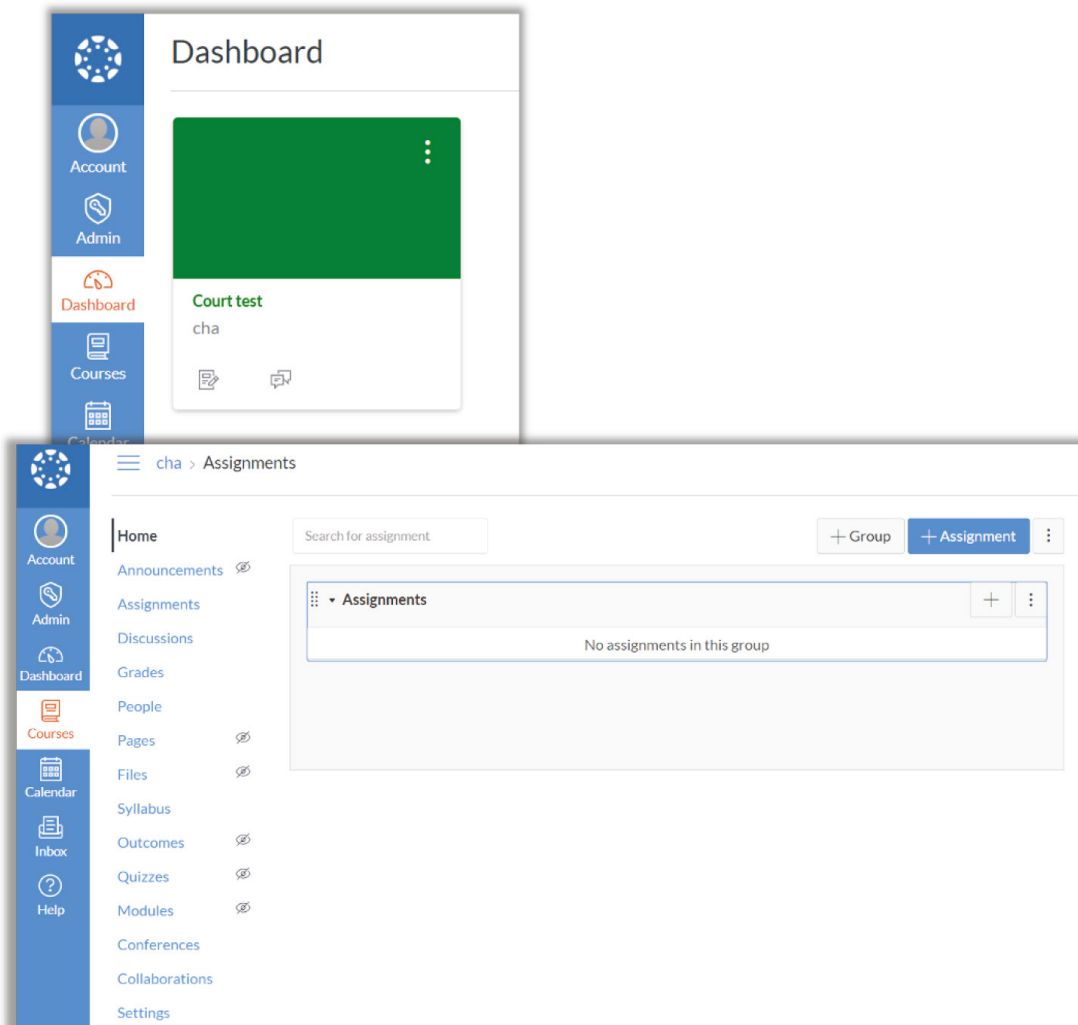 Dashboard
Account
Admin
Dashboard
Courses
Calendar
Court test
cha
cha > Assignments
Account
Admin
Dashboard
Courses
Calendar
Inbox
Help
Home
Announcements
Assignments
Discussions
Grades
People
Pages
Files
Syllabus
Outcomes
Quizzes
Modules
Conferences
Collaborations
Settings
Search for assignment
+ Group
+ Assignment
Assignments
No assignments in this group